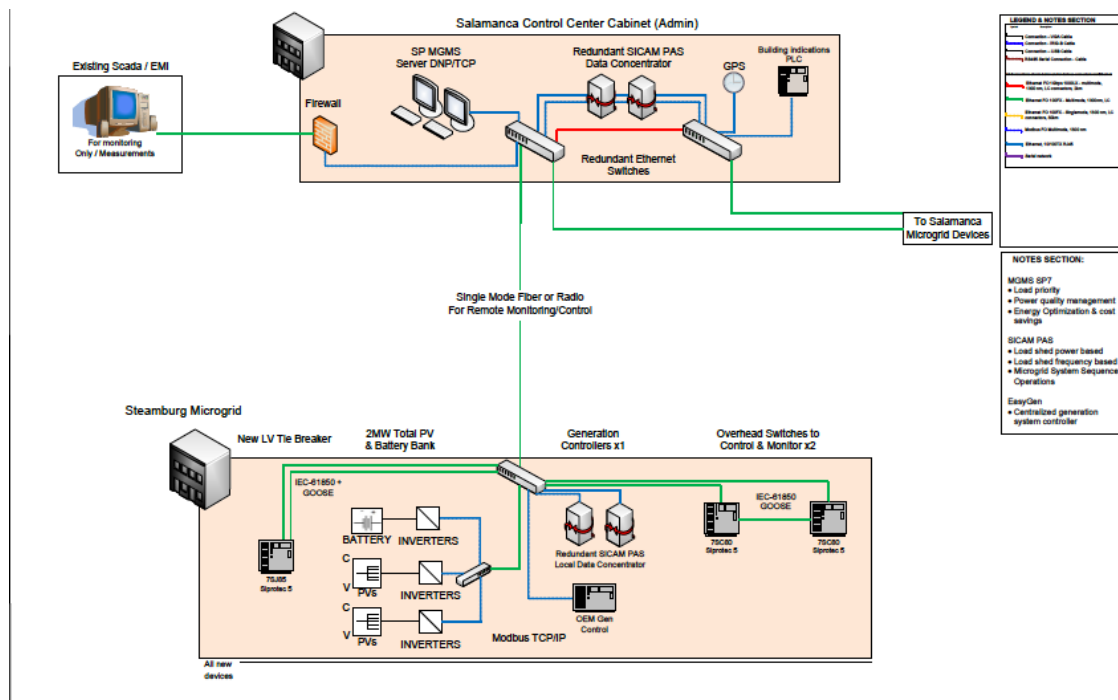 Salamanca Control Center Cabinet (Admin)
Existing Scada / EMI
For monitoring
Only / Measurements
Firewall
SP MGMS
Server DNP/TCP
Redundant SICAM PAS
Data Concentrator
GPS
Building indications
PLC
Redundant Ethernet
Switches
To Salamanca
Microgrid Devices
LEGEND & NOTES SECTION
Single Mode Fiber or Radio
For Remote Monitoring/Control
NOTES SECTION:
MGMS SP7
• Load priority
• Power quality management
• Energy Optimization & cost
savings
SICAM PAS
• Load shed power based
• Load shed frequency based
• Microgrid System Sequence
Operations
EasyGen
• Centralized generation
system controller
Steamburg Microgrid
New LV Tie Breaker
2MW Total PV
& Battery Bank
Generation
Controllers x1
Overhead Switches to
Control & Monitor x2
IEC-61850 +
GOOSE
7SJ85
Siprotec 5
BATTERY
INVERTERS
C
V
PVs
INVERTERS
C
V
PVs
INVERTERS
Modbus TCP/IP
Redundant SICAM PAS
Local Data Concentrator
OEM Gen
Control
IEC-61850
GOOSE
7SC80
Siprotec 5
7SC80
Siprotec 5
All new
devices